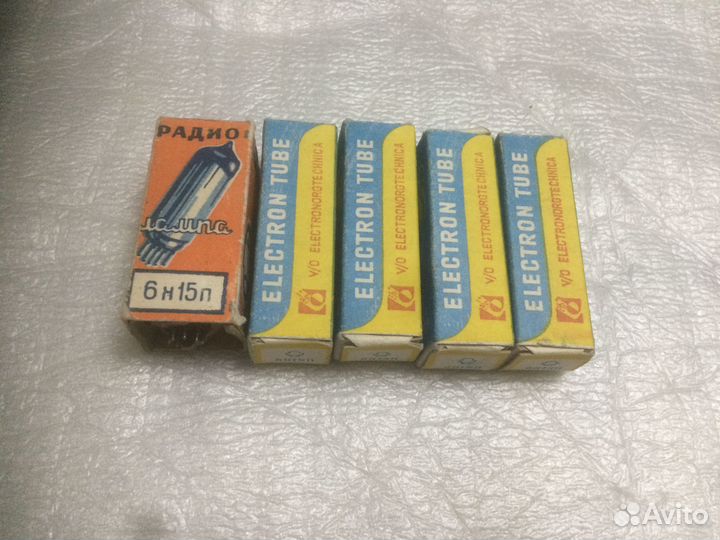 РАДИО
лампа
6н15п
ELECTRON TUBE
V/O ELECTRONORGTECHNICA
ELECTRON TUBE
V/O ELECTRONORGTECHNICA
ELECTRON TUBE
V/O ELECTRONORGTECHNICA
ELECTRON TUBE
V/O ELECTRONORGTECHNICA
Avito